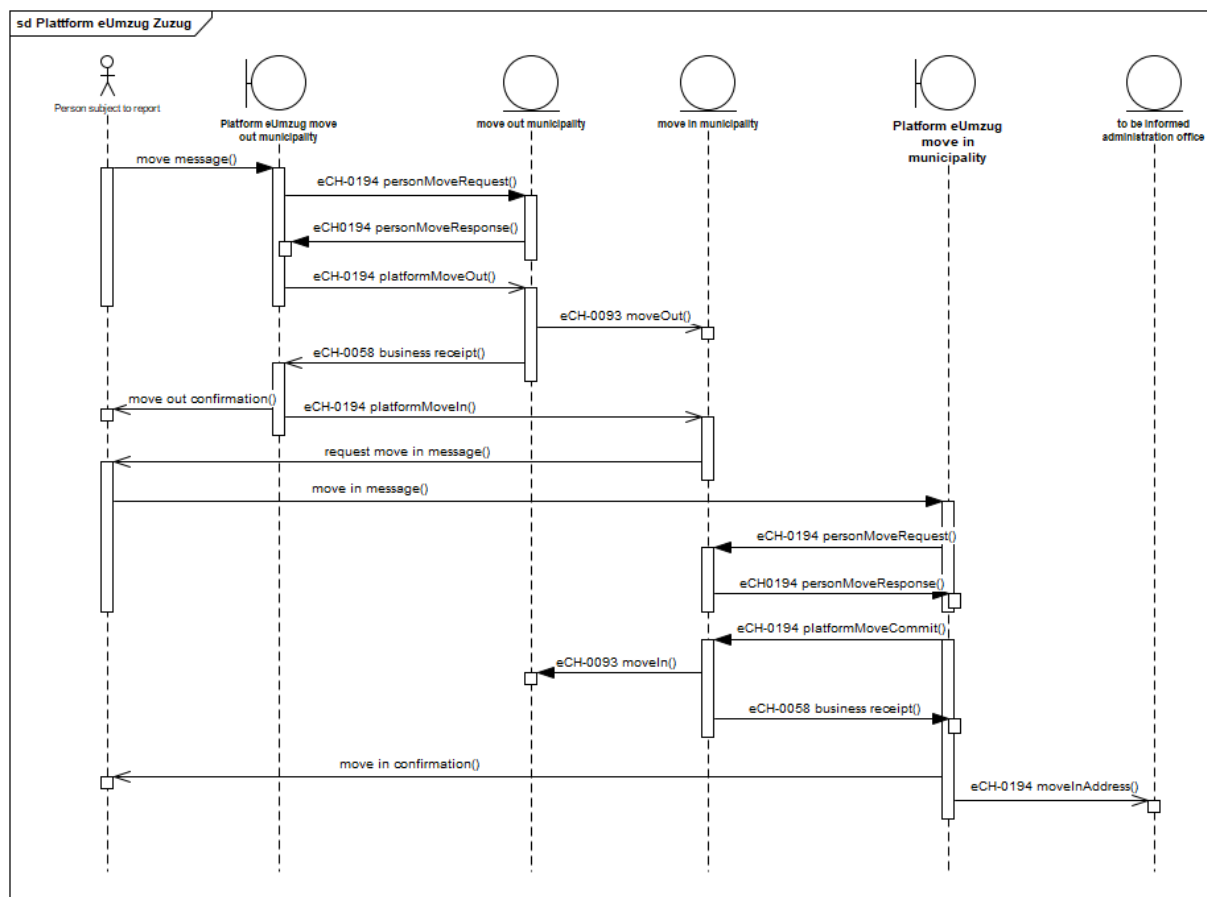 sd Plattform eUmzug Zuzug
Person subject to report
Platform eUmzug move
out municipality
move out municipality
move in municipality
Platform eUmzug
move in
municipality
to be informed
administration office
move message()
eCH-0194 personMoveRequest()
eCH0194 personMoveResponse()
eCH-0194 platformMoveOut()
eCH-0093 moveOut()
eCH-0058 business receipt()
move out confirmation()
eCH-0194 platformMoveIn()
request move in message()
move in message()
eCH-0194 personMoveRequest()
eCH0194 personMoveResponse()
eCH-0194 platformMoveCommit()
eCH-0093 moveIn()
eCH-0058 business receipt()
move in confirmation()
eCH-0194 moveInAddress()